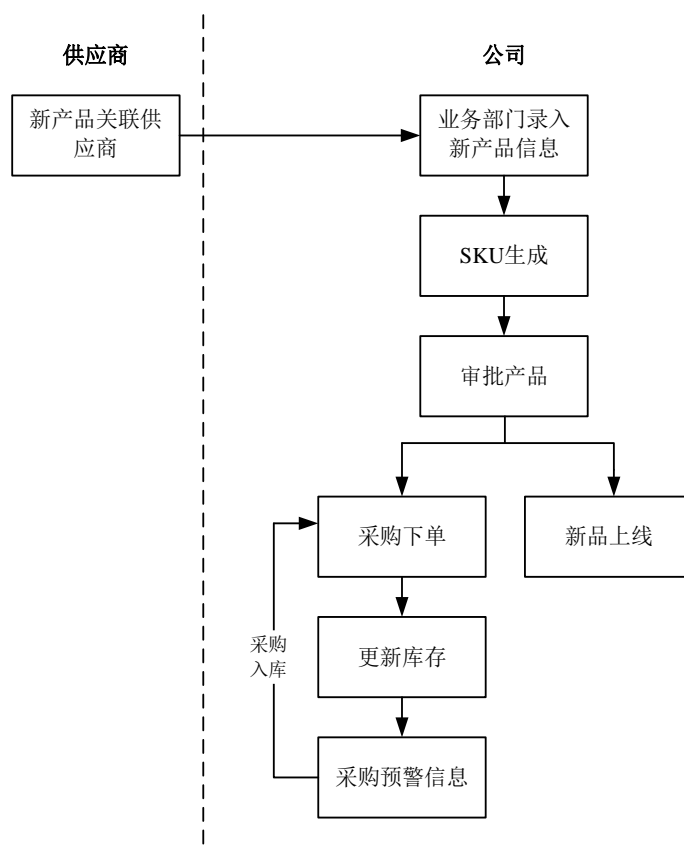 供应商
公司
新产品关联供
应商
业务部门录入
新产品信息
SKU生成
审批产品
采购下单
新品上线
采购
入库
更新库存
采购预警信息